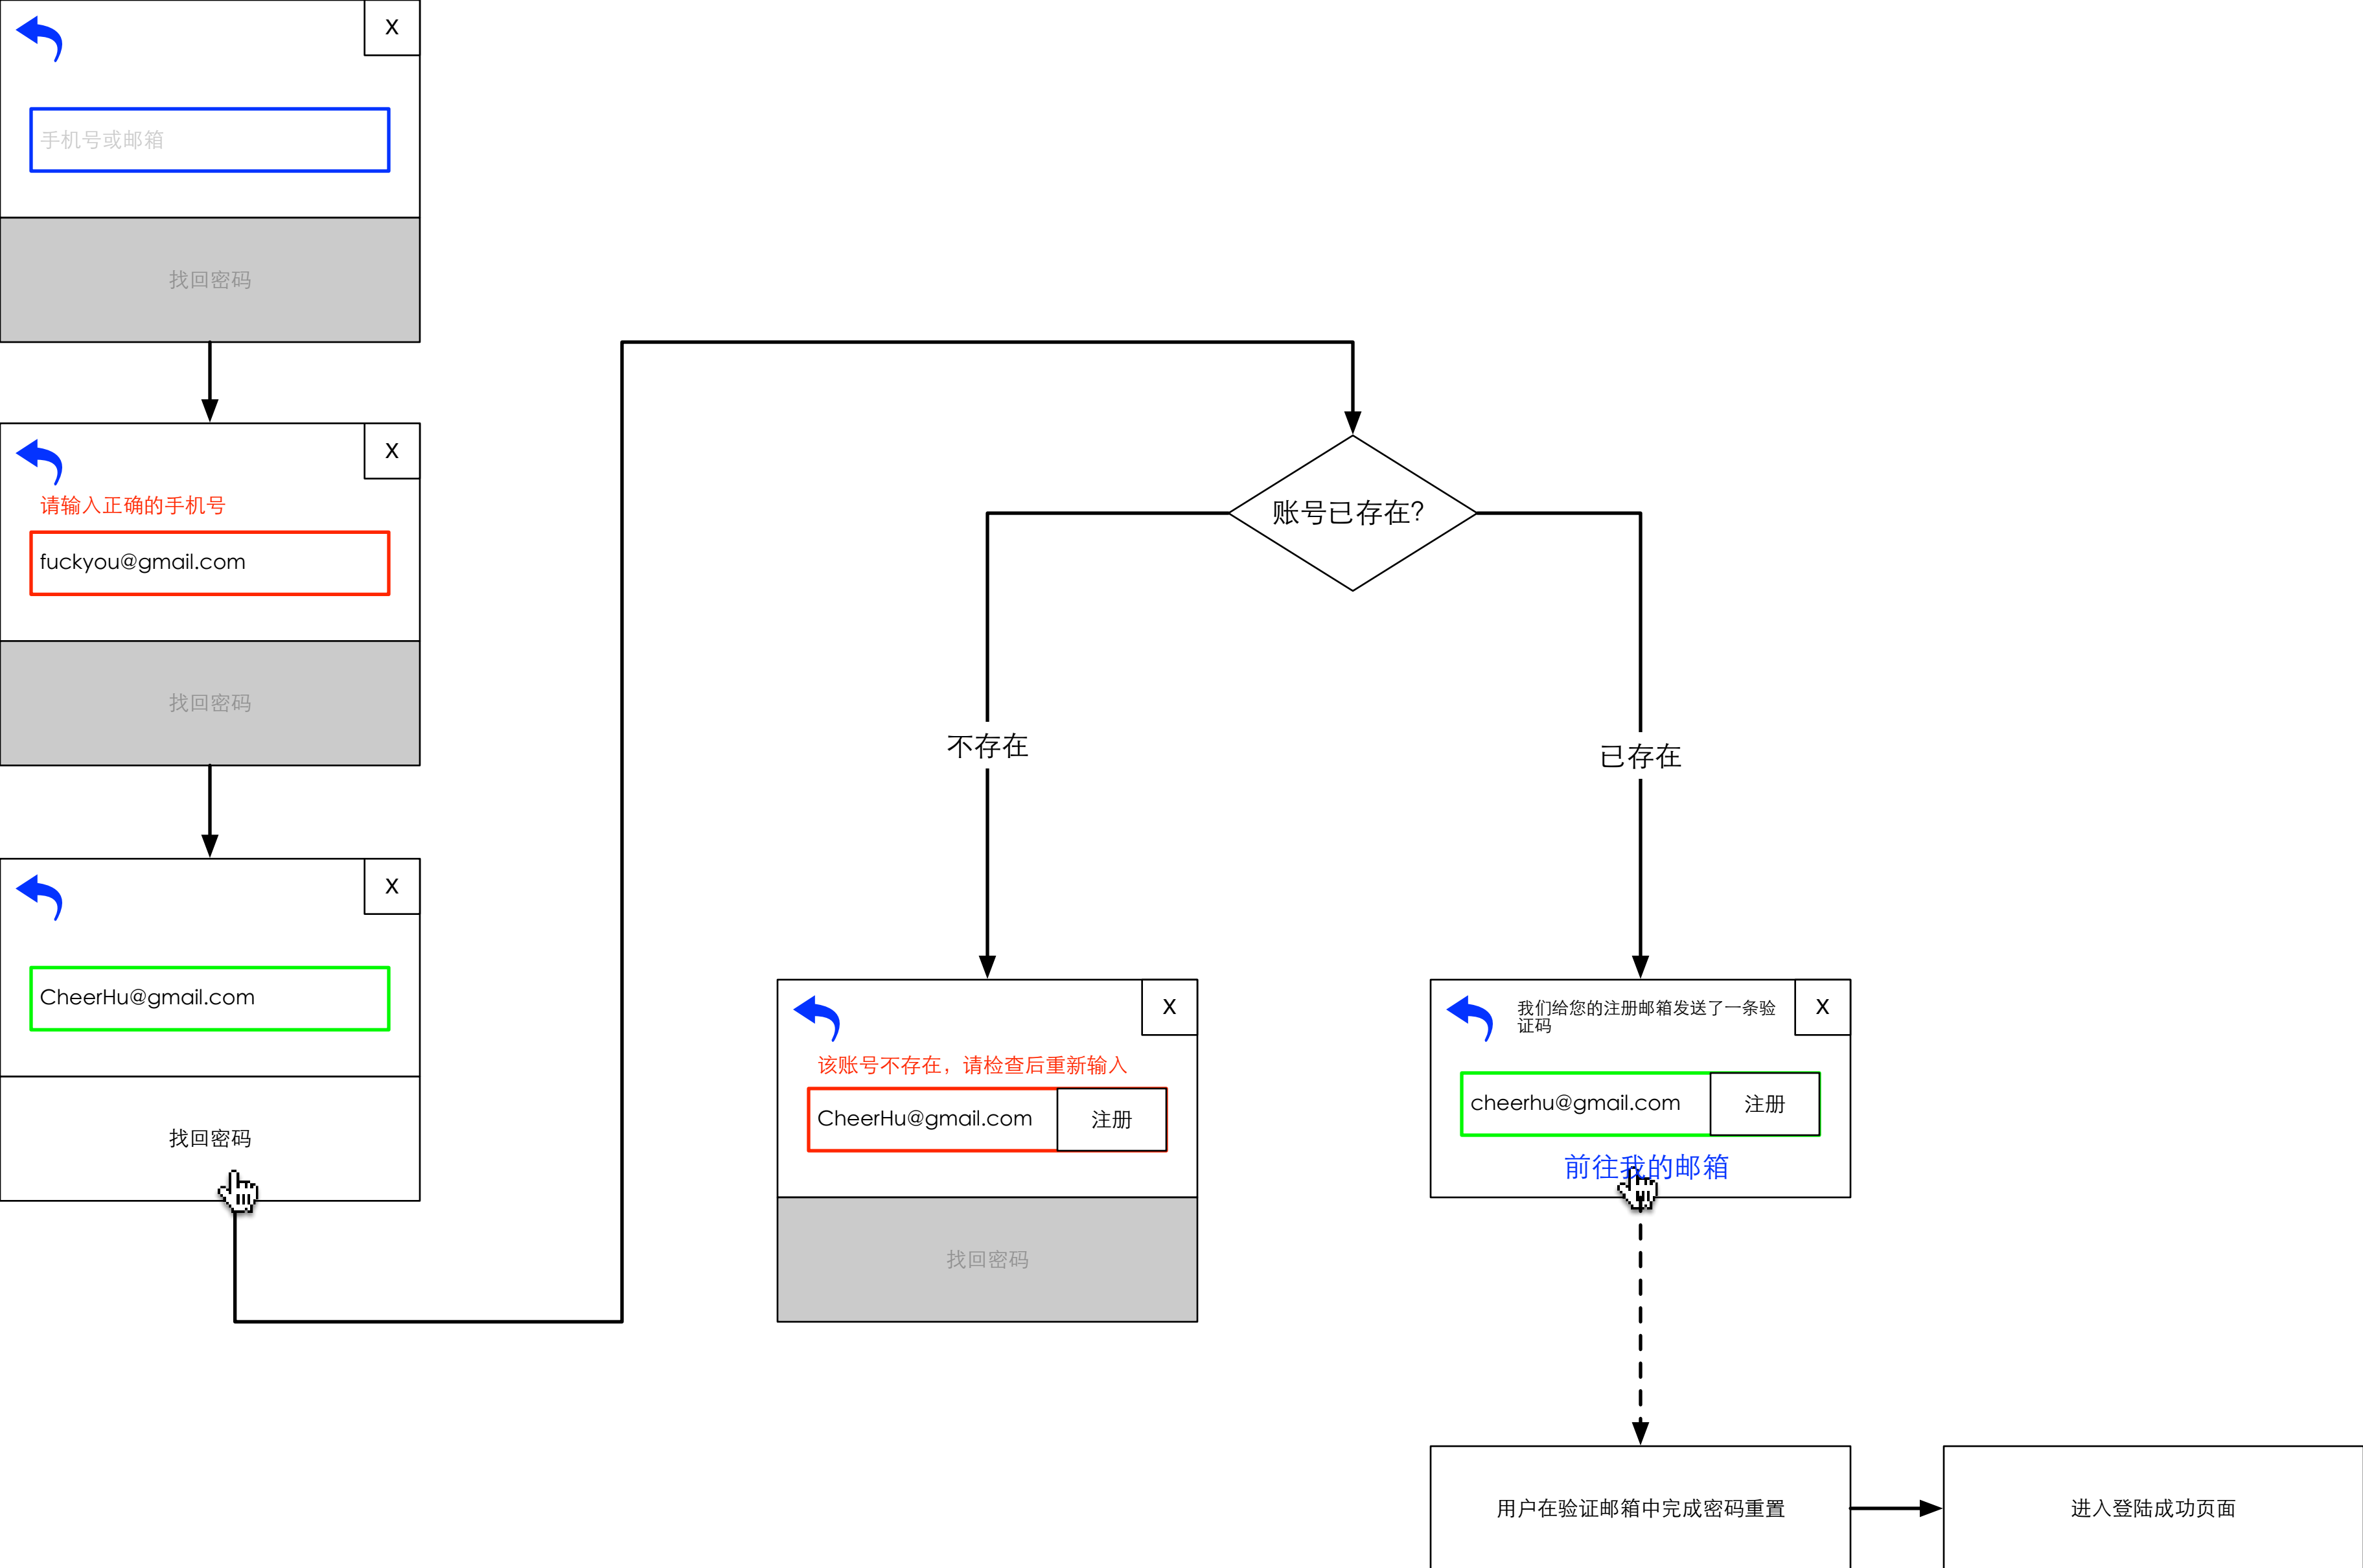 X
手机号或邮箱
找回密码
X
请输入正确的手机号
fuckyou@gmail.com
找回密码
X
CheerHu@gmail.com
找回密码
账号已存在?
不存在
已存在
X
该账号不存在，请检查后重新输入
CheerHu@gmail.com
注册
找回密码
X
我们给您的注册邮箱发送了一条验
证码
cheerhu@gmail.com
注册
前往我的邮箱
用户在验证邮箱中完成密码重置
进入登陆成功页面